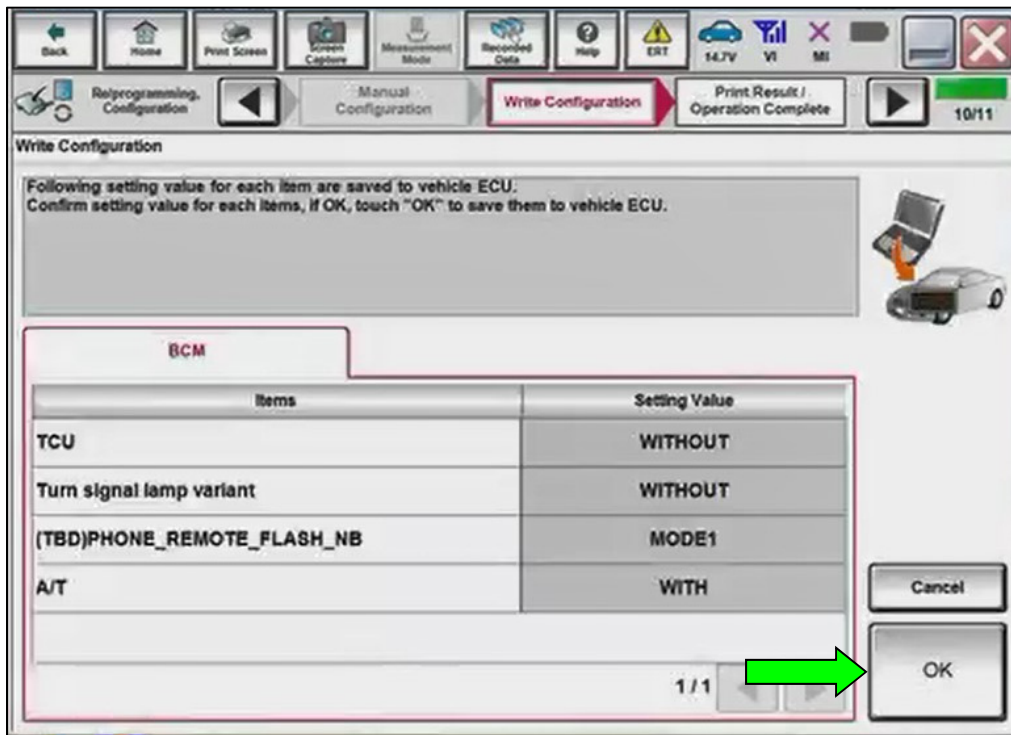 Back
Home
Print Screen
Screen Capture
Measurement Mode
Recorded Data
Help
ERT
14.7V
VI
MI
Re/programming, Configuration
Manual Configuration
Write Configuration
Print Result / Operation Complete
10/11
Write Configuration
Following setting value for each item are saved to vehicle ECU.
Confirm setting value for each items, if OK, touch "OK" to save them to vehicle ECU.
BCM
Items
Setting Value
TCU
WITHOUT
Turn signal lamp variant
WITHOUT
(TBD)PHONE_REMOTE_FLASH_NB
MODE1
A/T
WITH
Cancel
1/1
OK